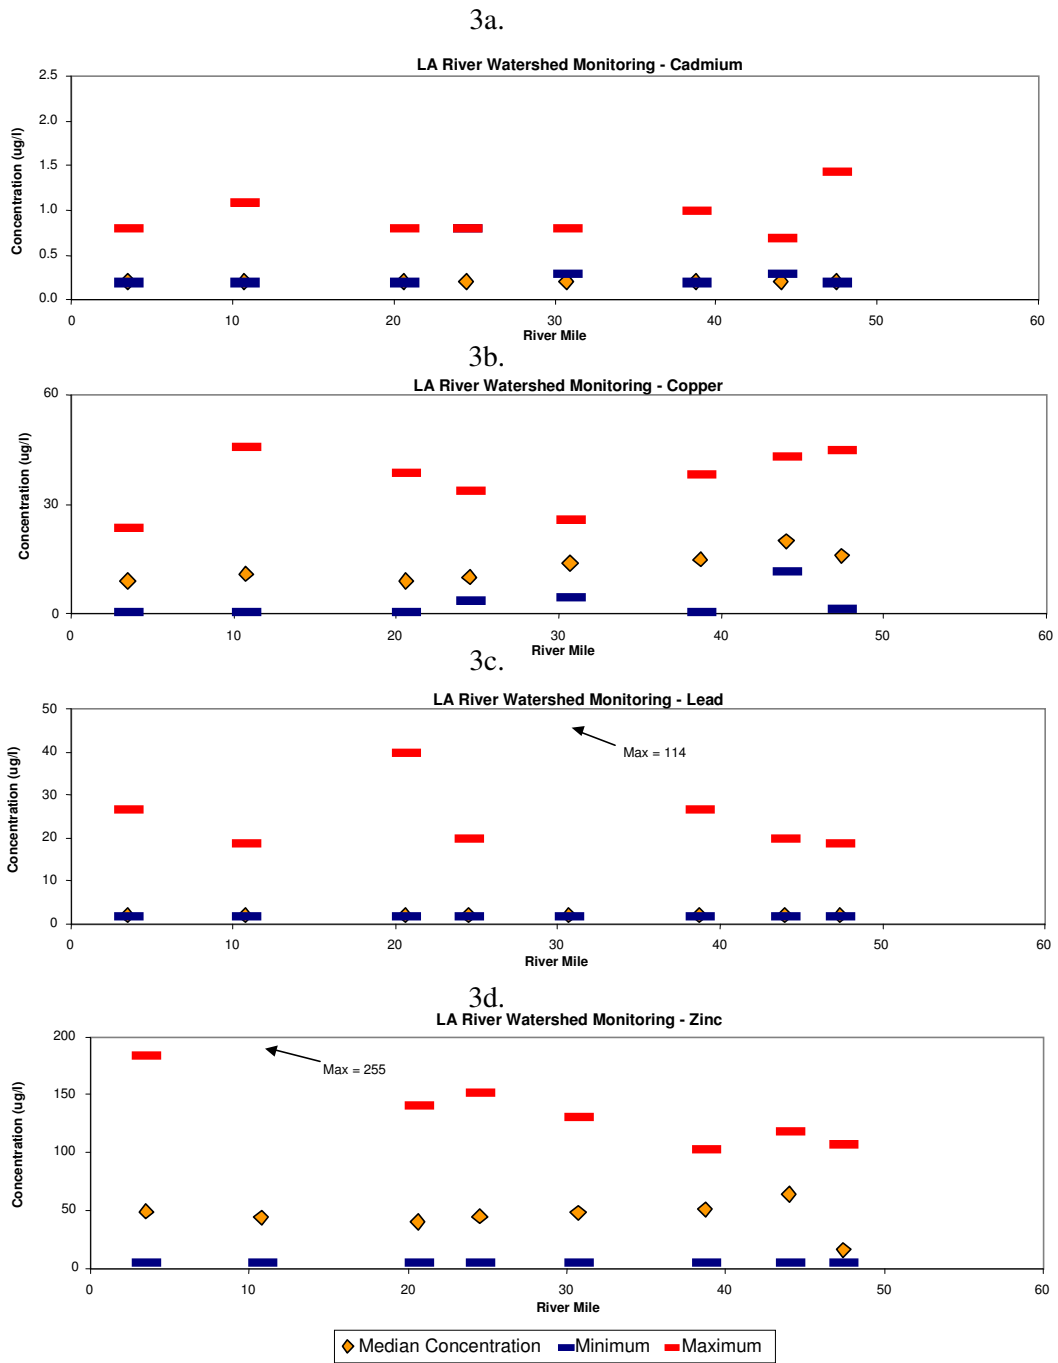 3a.
LA River Watershed Monitoring - Cadmium
Concentration (ug/l)
2.5
2.0
1.5
1.0
0.5
0.0
0 10 20 30 40 50 60
River Mile
3b.
LA River Watershed Monitoring - Copper
Concentration (ug/l)
60
30
0
0 10 20 30 40 50 60
River Mile
3c.
LA River Watershed Monitoring - Lead
Concentration (ug/l)
50
40
30
20
10
0
Max = 114
0 10 20 30 40 50 60
River Mile
3d.
LA River Watershed Monitoring - Zinc
Concentration (ug/l)
200
150
100
50
0
Max = 255
0 10 20 30 40 50 60
River Mile
Median Concentration Minimum Maximum